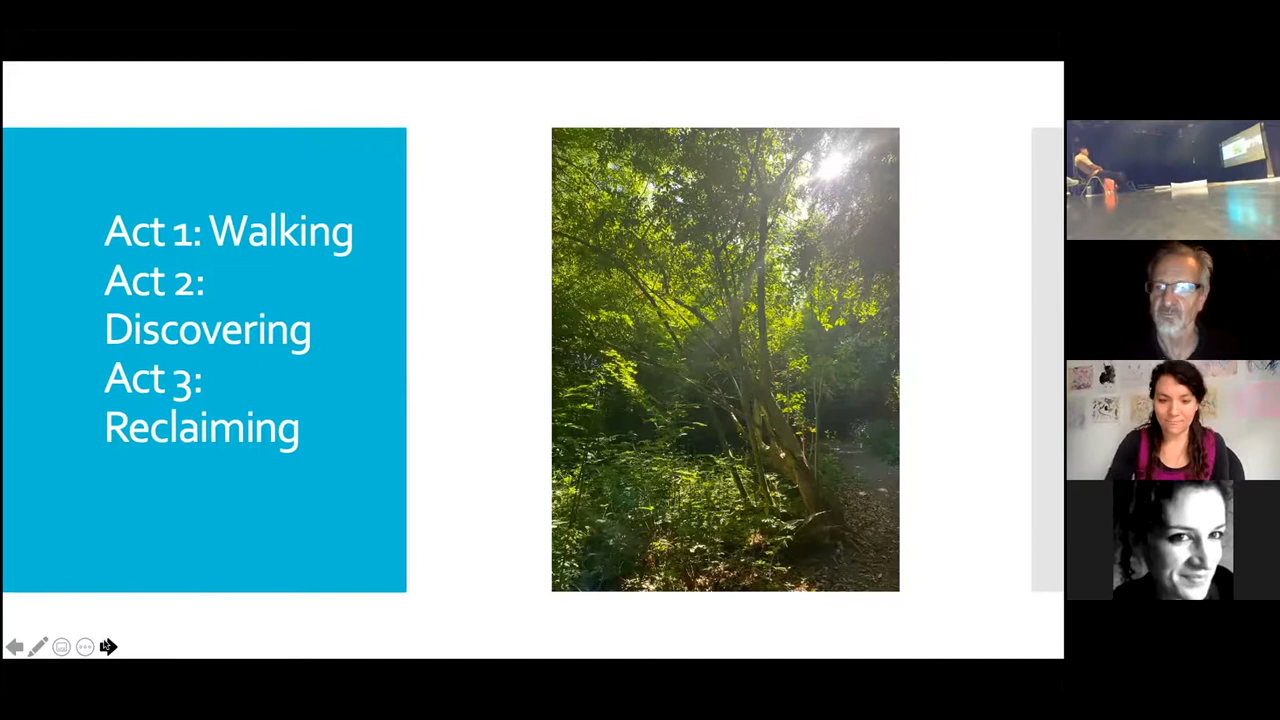 Act 1: Walking
Act 2:
Discovering
Act 3:
Reclaiming